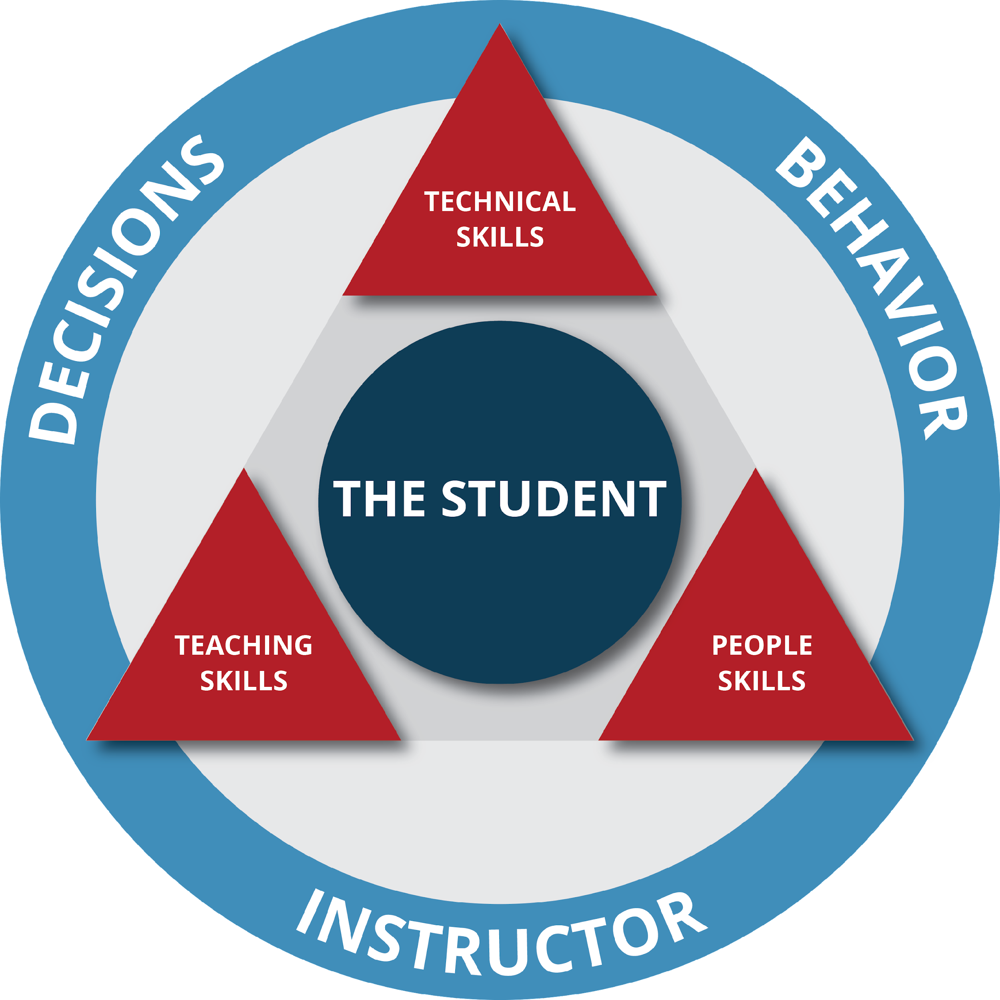 DECISIONS
BEHAVIOR
TECHNICAL
SKILLS
THE STUDENT
TEACHING
SKILLS
PEOPLE
SKILLS
INSTRUCTOR